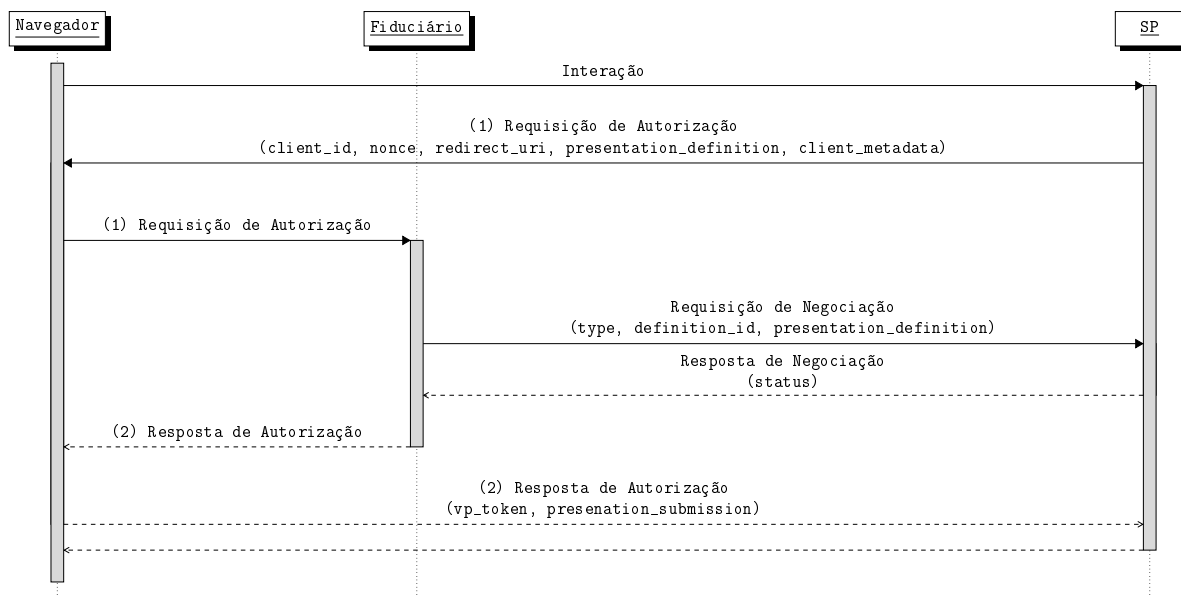 Navegador
Fiduciário
SP
Interação
(1) Requisição de Autorização
(client_id, nonce, redirect_uri, presentation_definition, client_metadata)
(1) Requisição de Autorização
Requisição de Negociação
(type, definition_id, presentation_definition)
Resposta de Negociação
(status)
(2) Resposta de Autorização
(2) Resposta de Autorização
(vp_token, presenation_submission)